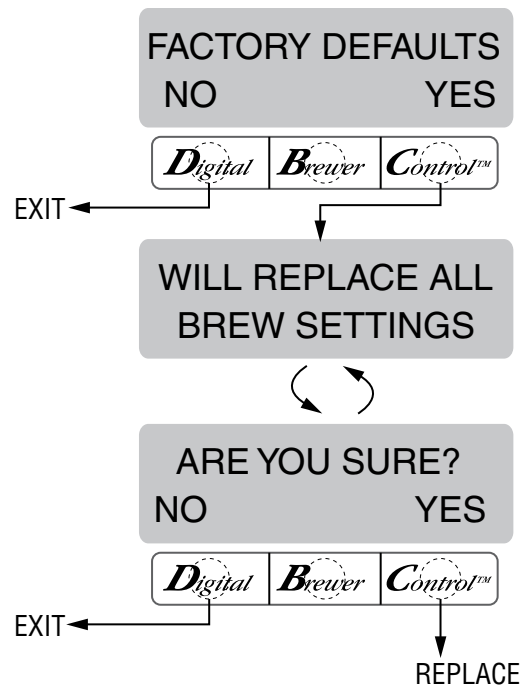 FACTORY DEFAULTS
NO YES
Digital Brewer Control™
EXIT
WILL REPLACE ALL
BREW SETTINGS
ARE YOU SURE?
NO YES
Digital Brewer Control™
EXIT
REPLACE